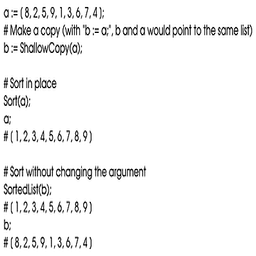 a := ( 8, 2, 5, 9, 1, 3, 6, 7, 4 );
# Make a copy (with "b := a;", b and a would point to the same list)
b := ShallowCopy(a);
# Sort in place
Sort(a);
a;
# ( 1, 2, 3, 4, 5, 6, 7, 8, 9 )
# Sort without changing the argument
SortedList(b);
# ( 1, 2, 3, 4, 5, 6, 7, 8, 9 )
b;
# ( 8, 2, 5, 9, 1, 3, 6, 7, 4 )